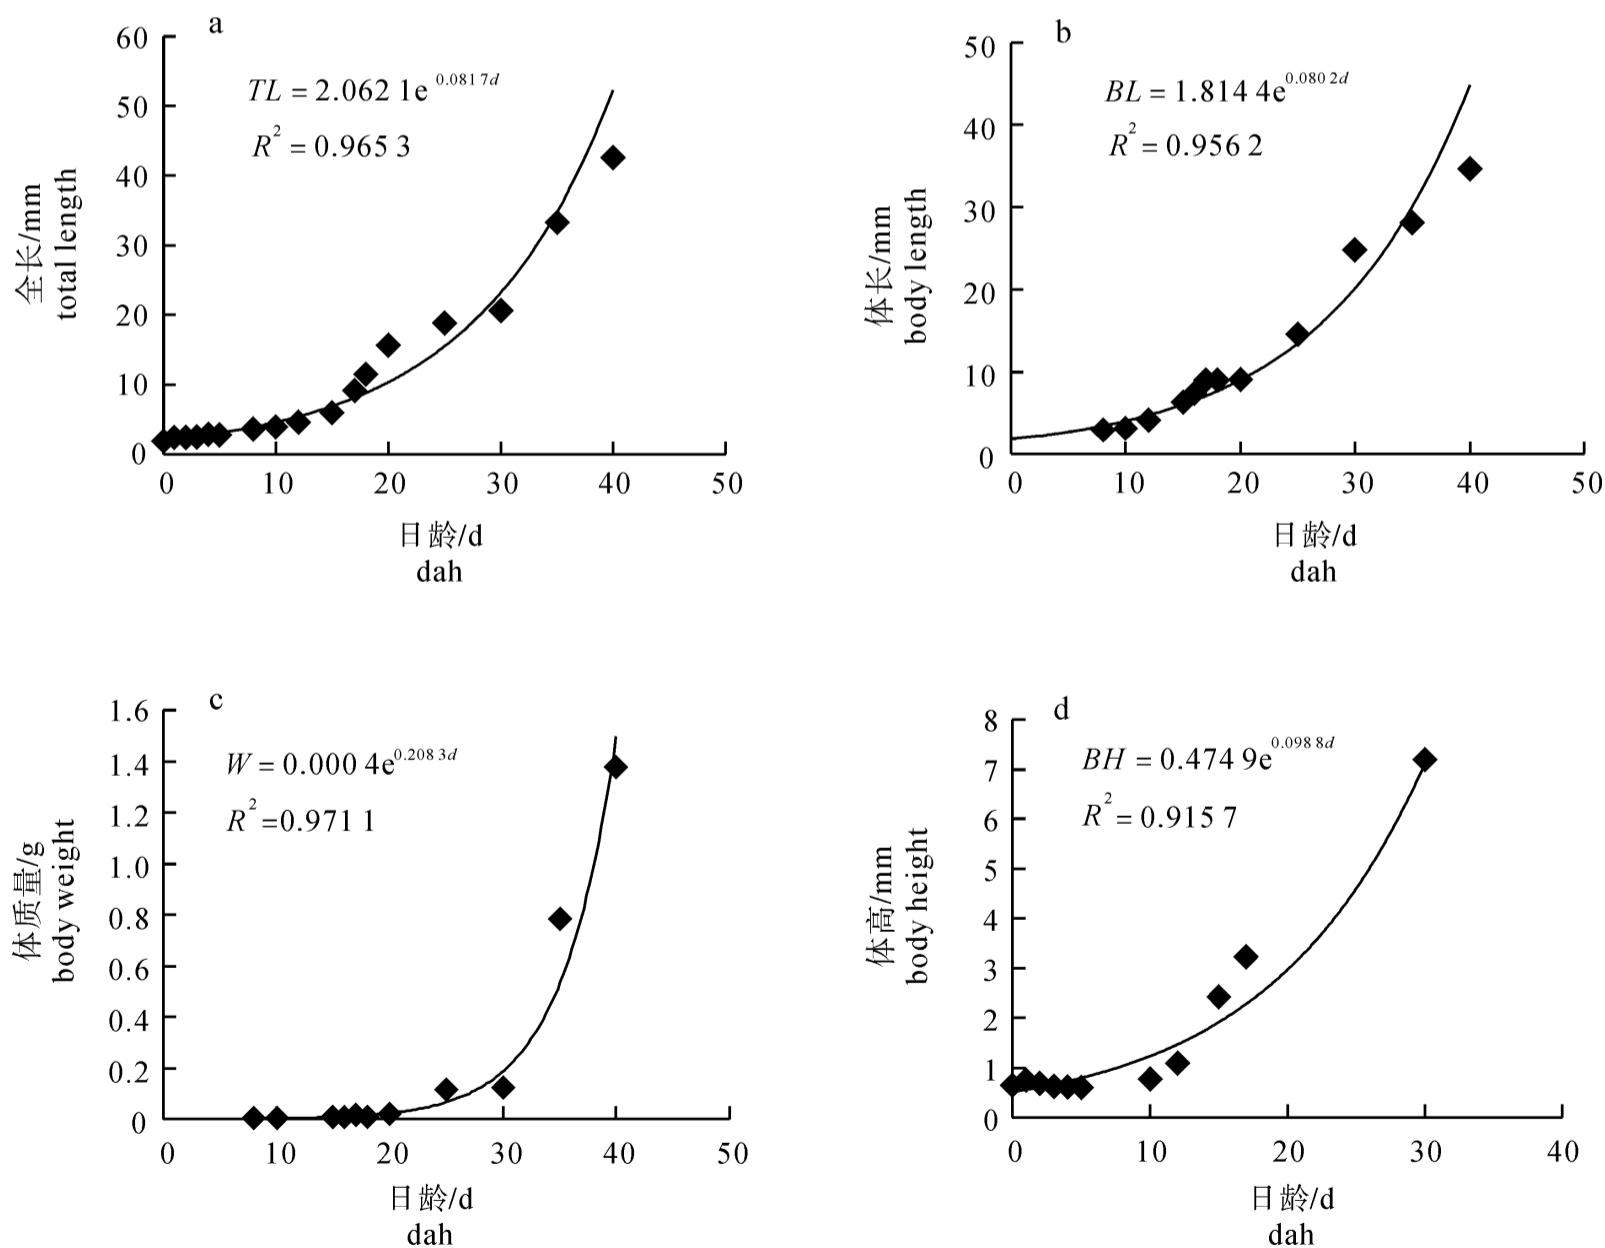 a
TL = 2.062 1e^0.081 7d
R² = 0.965 3
60
50
40
30
20
10
0
全长/mm
total length
0 10 20 30 40 50
日龄/d
dah
b
BL = 1.814 4e^0.080 2d
R² = 0.956 2
50
40
30
20
10
0
体长/mm
body length
0 10 20 30 40 50
日龄/d
dah
c
W = 0.000 4e^0.208 3d
R² =0.971 1
1.6
1.4
1.2
1.0
0.8
0.6
0.4
0.2
0
体质量/g
body weight
0 10 20 30 40 50
日龄/d
dah
d
BH = 0.474 9e^0.098 8d
R² = 0.915 7
8
7
6
5
4
3
2
1
0
体高/mm
body height
0 10 20 30 40
日龄/d
dah